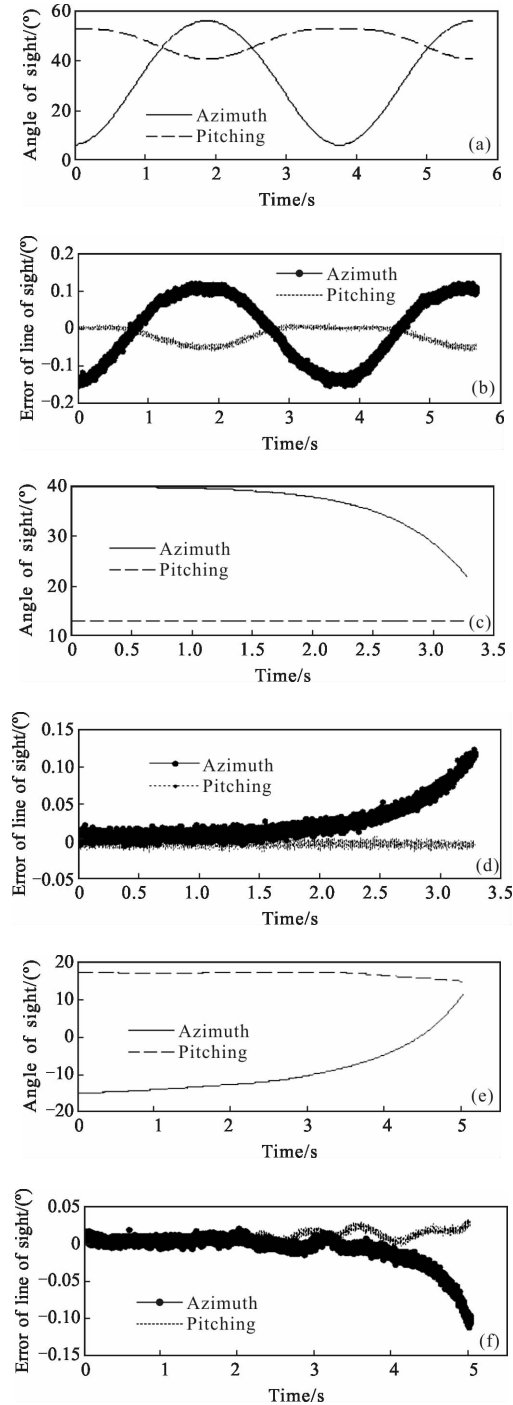 60
40
20
0
Angle of sight/(º)
Azimuth
Pitching
0 1 2 3 4 5 6
Time/s
(a)
0.2
0.1
0
−0.1
−0.2
Error of line of sight/(º)
Azimuth
Pitching
0 1 2 3 4 5 6
Time/s
(b)
40
30
20
10
Angle of sight/(º)
Azimuth
Pitching
0 0.5 1.0 1.5 2.0 2.5 3.0 3.5
Time/s
(c)
0.15
0.10
0.05
0
−0.05
Error of line of sight/(º)
Azimuth
Pitching
0 0.5 1.0 1.5 2.0 2.5 3.0 3.5
Time/s
(d)
20
10
0
−10
−20
Angle of sight/(º)
Azimuth
Pitching
0 1 2 3 4 5
Time/s
(e)
0.05
0
−0.05
−0.10
−0.15
Error of line of sight/(º)
Azimuth
Pitching
0 1 2 3 4 5
Time/s
(f)